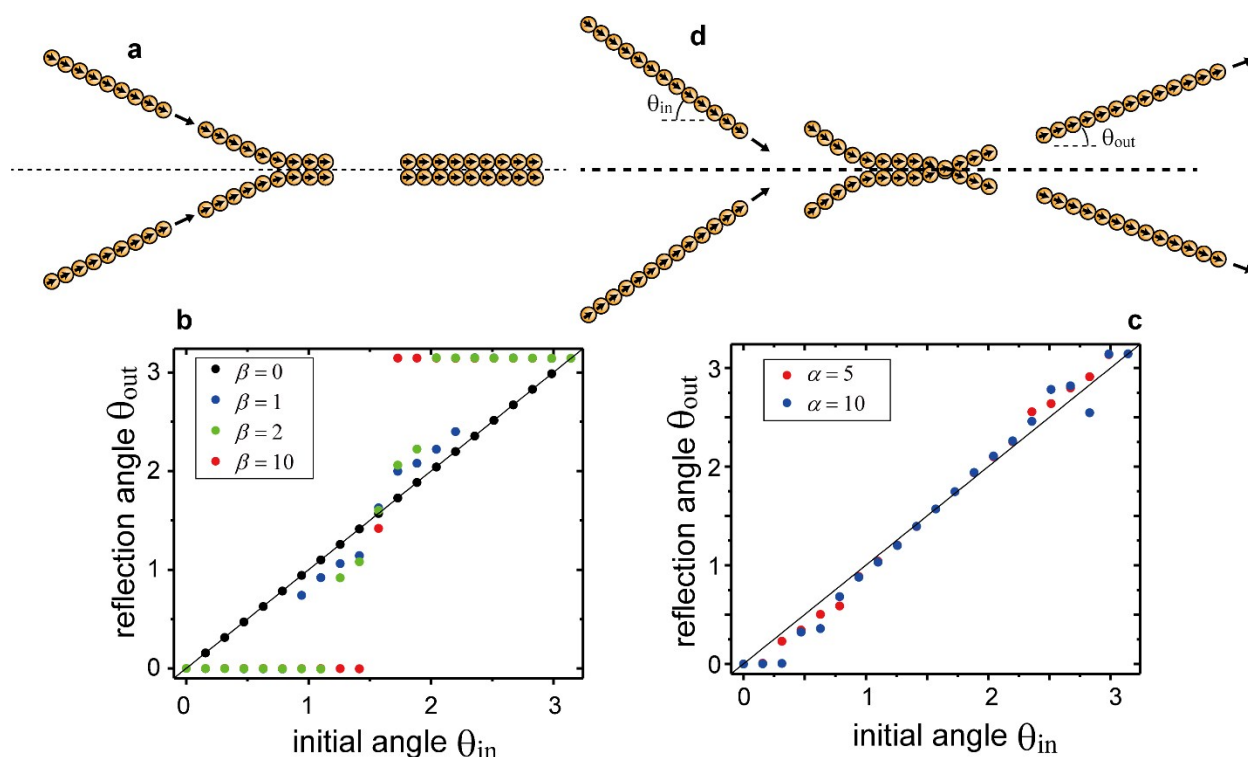 a
d
θin
θout
b
3
2
1
0
0
1
2
3
reflection angle θout
initial angle θin
β = 0
β = 1
β = 2
β = 10
c
3
2
1
0
0
1
2
3
reflection angle θout
initial angle θin
α = 5
α = 10